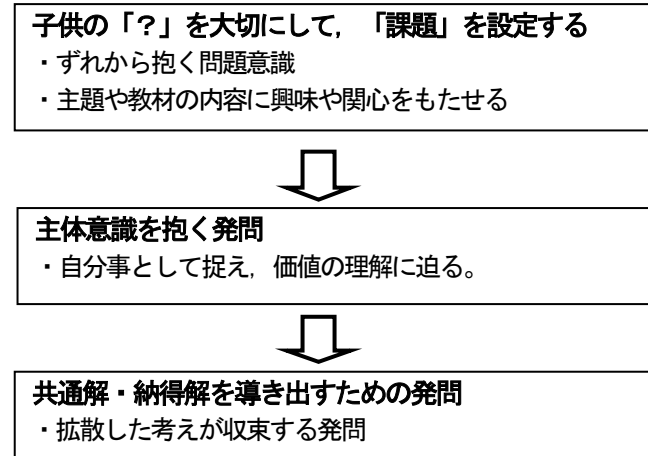 子供の「?」を大切にして，「課題」を設定する
・ずれから抱く問題意識
・主題や教材の内容に興味や関心をもたせる
主体意識を抱く発問
・自分事として捉え，価値の理解に迫る。
共通解・納得解を導き出すための発問
・拡散した考えが収束する発問